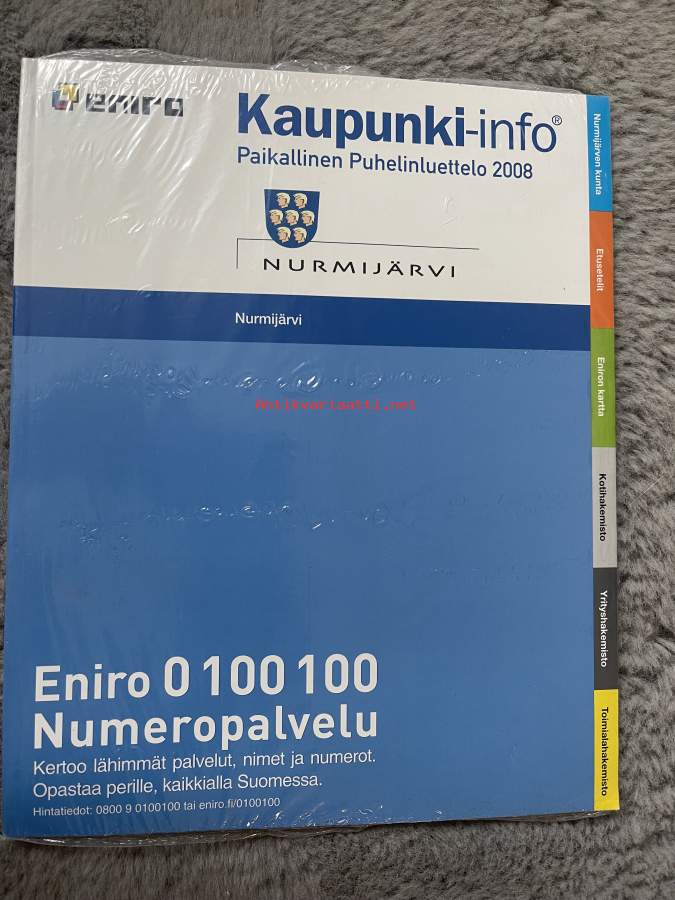 eniro
Kaupunki-info®
Paikallinen Puhelinluettelo 2008
NURMIJÄRVI
Nurmijärvi
Antikvariaatti.net
Eniro 0 100 100
Numeropalvelu
Kertoo lähimmät palvelut, nimet ja numerot.
Opastaa perille, kaikkialla Suomessa.
Hintatiedot: 0800 9 0100100 tai eniro.fi/0100100
Nurmijärven kunta
Etusetelit
Eniron kartta
Kotihakemisto
Yrityshakemisto
Toimialahakemisto